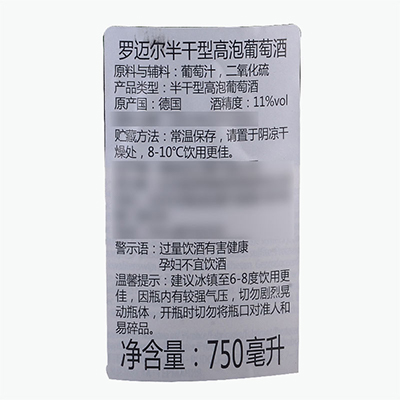 罗迈尔半干型高泡葡萄酒
原料与辅料：葡萄汁，二氧化硫
产品类型：半干型高泡葡萄酒
原产国：德国 酒精度：11%vol
贮藏方法：常温保存，请置于阴凉干
燥处，8-10℃饮用更佳。
警示语：过量饮酒有害健康
孕妇不宜饮酒
温馨提示：建议冰镇至6-8度饮用更
佳，因瓶内有较强气压，切勿剧烈晃
动瓶体，开瓶时切勿将瓶口对准人和
易碎品。
净含量：750毫升